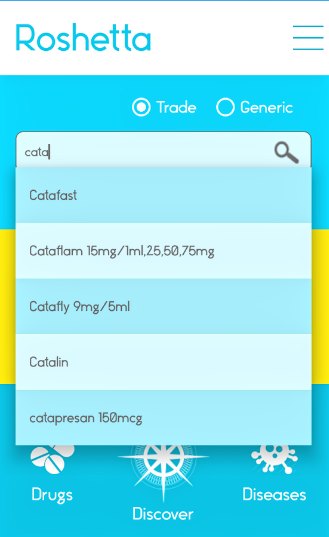 Roshetta
Trade Generic
cata
Catafast
Cataflam 15mg/1ml,25,50,75mg
Catafly 9mg/5ml
Catalin
catapresan 150mcg
Drugs
Discover
Diseases